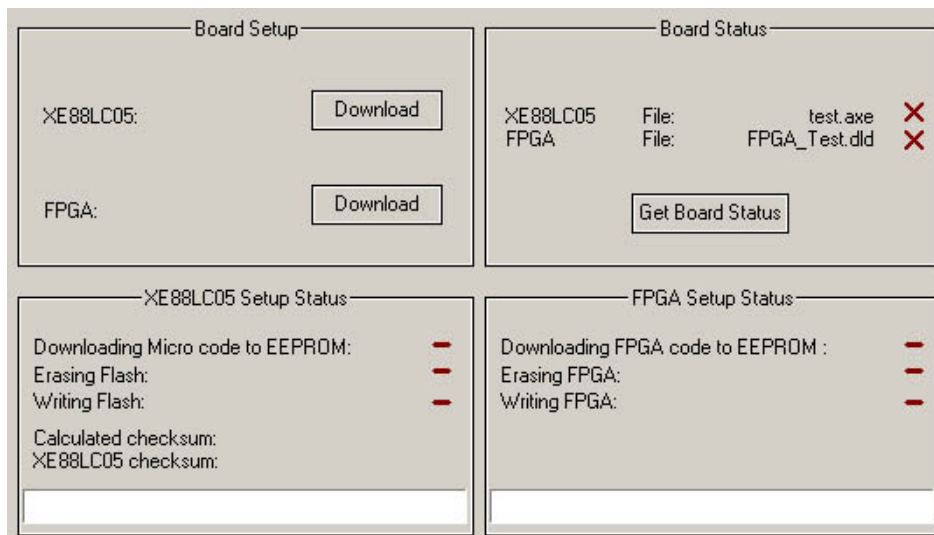 Board Setup
XE88LC05:
Download
FPGA:
Download
Board Status
XE88LC05 File: test.axe
FPGA File: FPGA_Test.dld
Get Board Status
XE88LC05 Setup Status
Downloading Micro code to EEPROM:
Erasing Flash:
Writing Flash:
Calculated checksum:
XE88LC05 checksum:
FPGA Setup Status
Downloading FPGA code to EEPROM :
Erasing FPGA:
Writing FPGA: